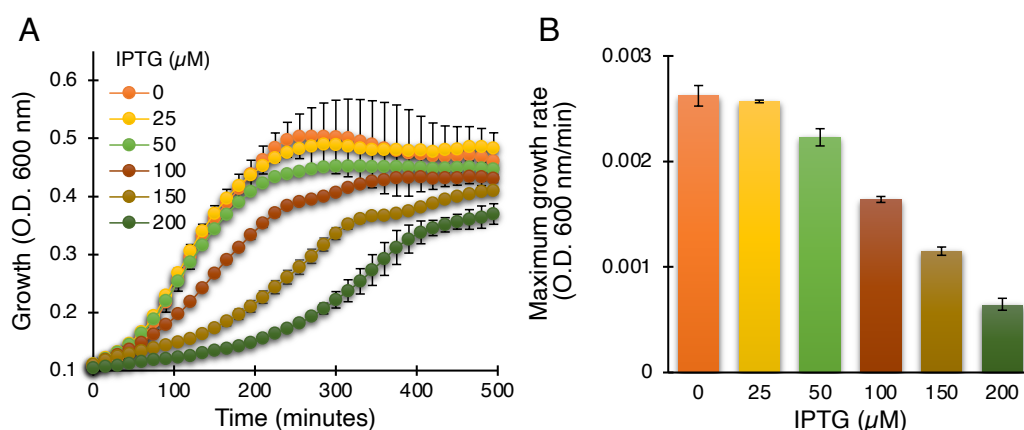 A
IPTG (µM)
0
25
50
100
150
200
Growth (O.D. 600 nm)
0.6
0.5
0.4
0.3
0.2
0.1
0 100 200 300 400 500
Time (minutes)
B
Maximum growth rate
(O.D. 600 nm/min)
0.003
0.002
0.001
0
0 25 50 100 150 200
IPTG (µM)